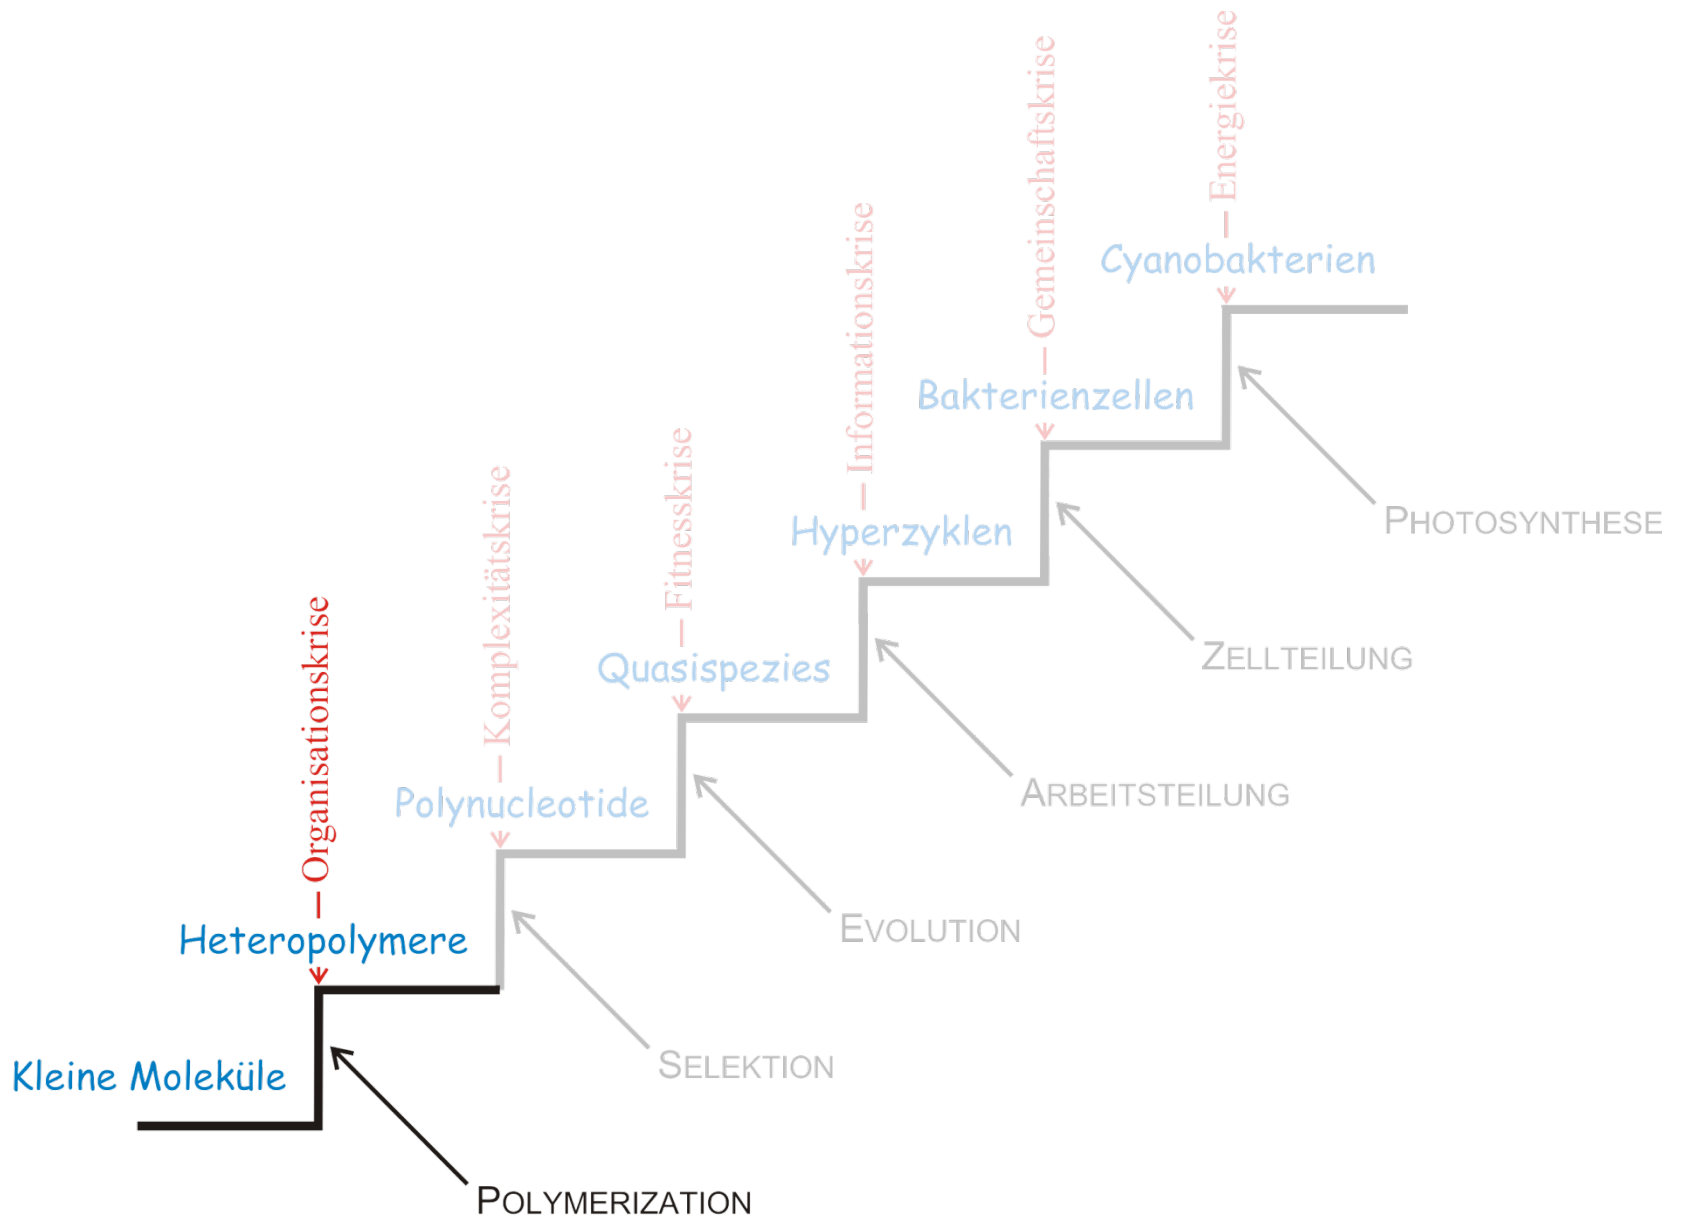 Energiekrise
Cyanobakterien
Gemeinschaftskrise
Bakterienzellen
PHOTOSYNTHESE
Informationskrise
Hyperzyklen
ZELLTEILUNG
Fitnesskrise
Quasispezies
ARBEITSTEILUNG
Komplexitätskrise
Polynucleotide
EVOLUTION
Organisationskrise
Heteropolymere
SELEKTION
Kleine Moleküle
POLYMERIZATION